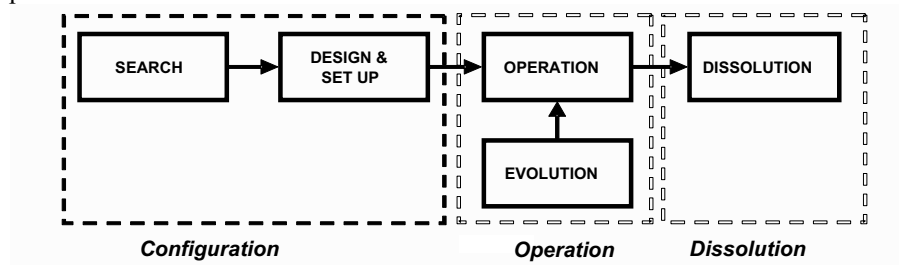 SEARCH
DESIGN &
SET UP
OPERATION
DISSOLUTION
EVOLUTION
Configuration
Operation
Dissolution